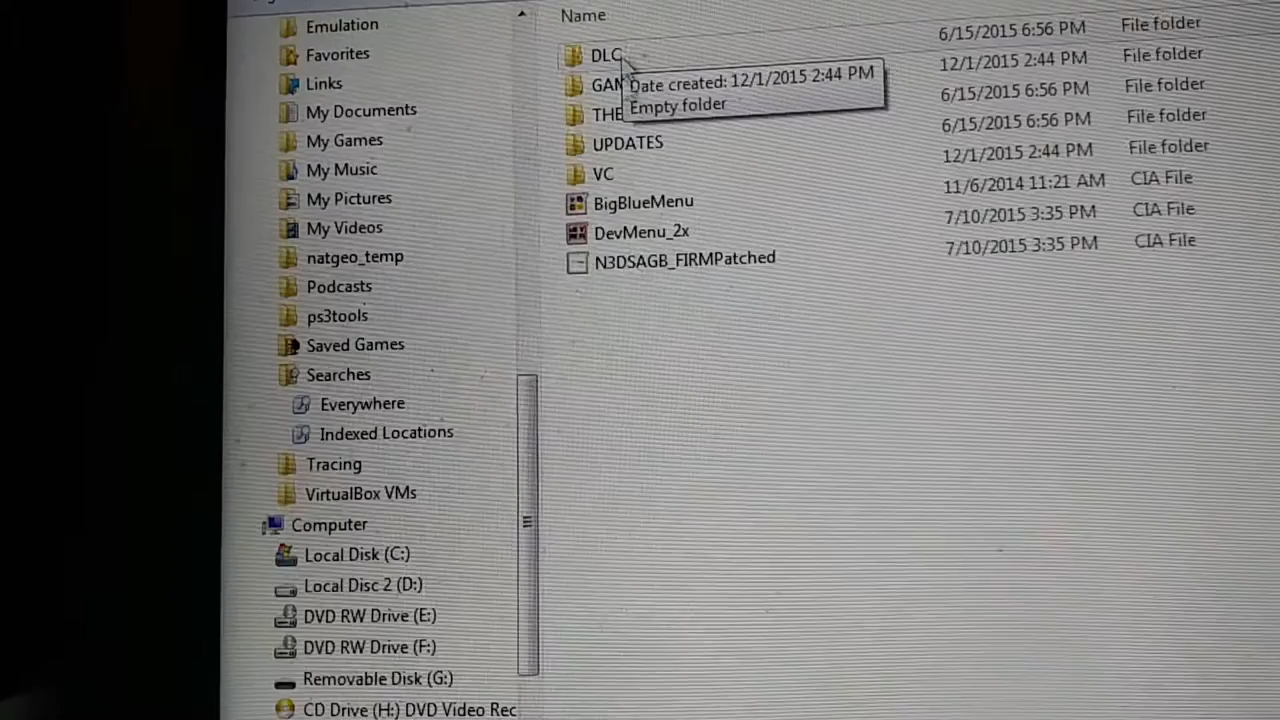 Name
Emulation
Favorites
Links
My Documents
My Games
My Music
My Pictures
My Videos
natgeo_temp
Podcasts
ps3tools
Saved Games
Searches
Everywhere
Indexed Locations
Tracing
VirtualBox VMs
Computer
Local Disk (C:)
Local Disc 2 (D:)
DVD RW Drive (E:)
DVD RW Drive (F:)
Removable Disk (G:)
CD Drive (H:) DVD Video Rec
DLC 6/15/2015 6:56 PM File folder
GAM 12/1/2015 2:44 PM File folder
THE 6/15/2015 6:56 PM File folder
UPDATES 6/15/2015 6:56 PM File folder
VC 12/1/2015 2:44 PM File folder
BigBlueMenu 11/6/2014 11:21 AM CIA File
DevMenu_2x 7/10/2015 3:35 PM CIA File
N3DSAGB_FIRMPatched 7/10/2015 3:35 PM CIA File
Date created: 12/1/2015 2:44 PM
Empty folder